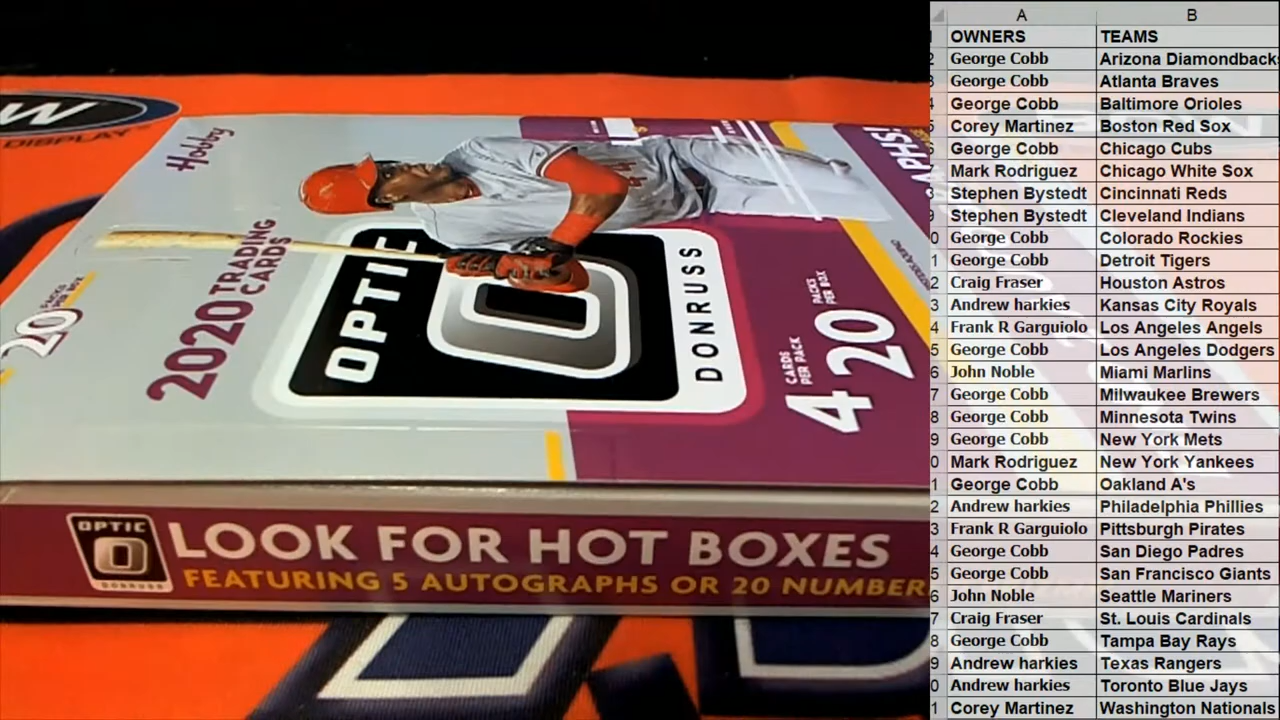 W
DISPLAY
Hobby
20 PACKS PER BOX
2020 TRADING CARDS
OPTIC
DONRUSS
4 CARDS PER PACK
20 PACKS PER BOX
OPTIC
DONRUSS
LOOK FOR HOT BOXES
FEATURING 5 AUTOGRAPHS OR 20 NUMBER
A B
OWNERS TEAMS
George Cobb Arizona Diamondbacks
George Cobb Atlanta Braves
George Cobb Baltimore Orioles
Corey Martinez Boston Red Sox
George Cobb Chicago Cubs
Mark Rodriguez Chicago White Sox
Stephen Bystedt Cincinnati Reds
Stephen Bystedt Cleveland Indians
George Cobb Colorado Rockies
George Cobb Detroit Tigers
Craig Fraser Houston Astros
Andrew harkies Kansas City Royals
Frank R Garguiolo Los Angeles Angels
George Cobb Los Angeles Dodgers
John Noble Miami Marlins
George Cobb Milwaukee Brewers
George Cobb Minnesota Twins
George Cobb New York Mets
Mark Rodriguez New York Yankees
George Cobb Oakland A's
Andrew harkies Philadelphia Phillies
Frank R Garguiolo Pittsburgh Pirates
George Cobb San Diego Padres
George Cobb San Francisco Giants
John Noble Seattle Mariners
Craig Fraser St. Louis Cardinals
George Cobb Tampa Bay Rays
Andrew harkies Texas Rangers
Andrew harkies Toronto Blue Jays
Corey Martinez Washington Nationals